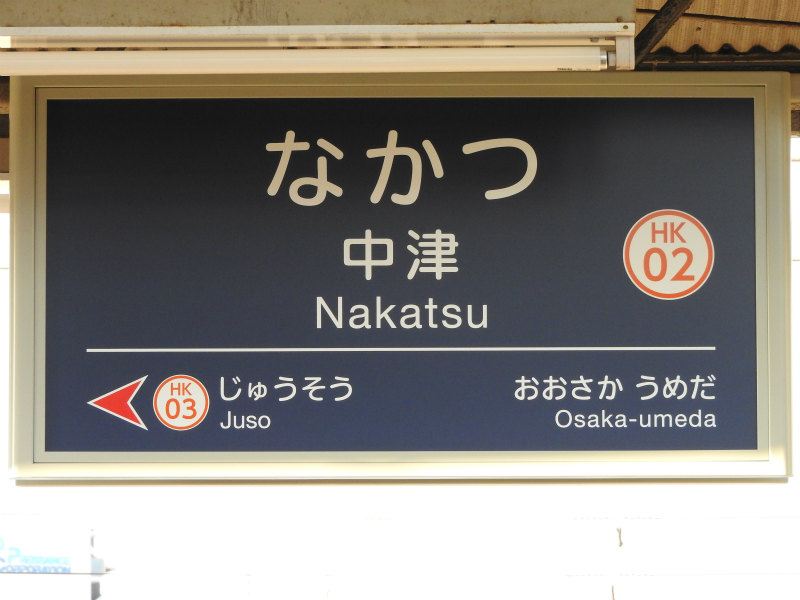 なかつ
中津
Nakatsu
HK
02
HK
03
じゅうそう
Juso
おおさか うめだ
Osaka-umeda